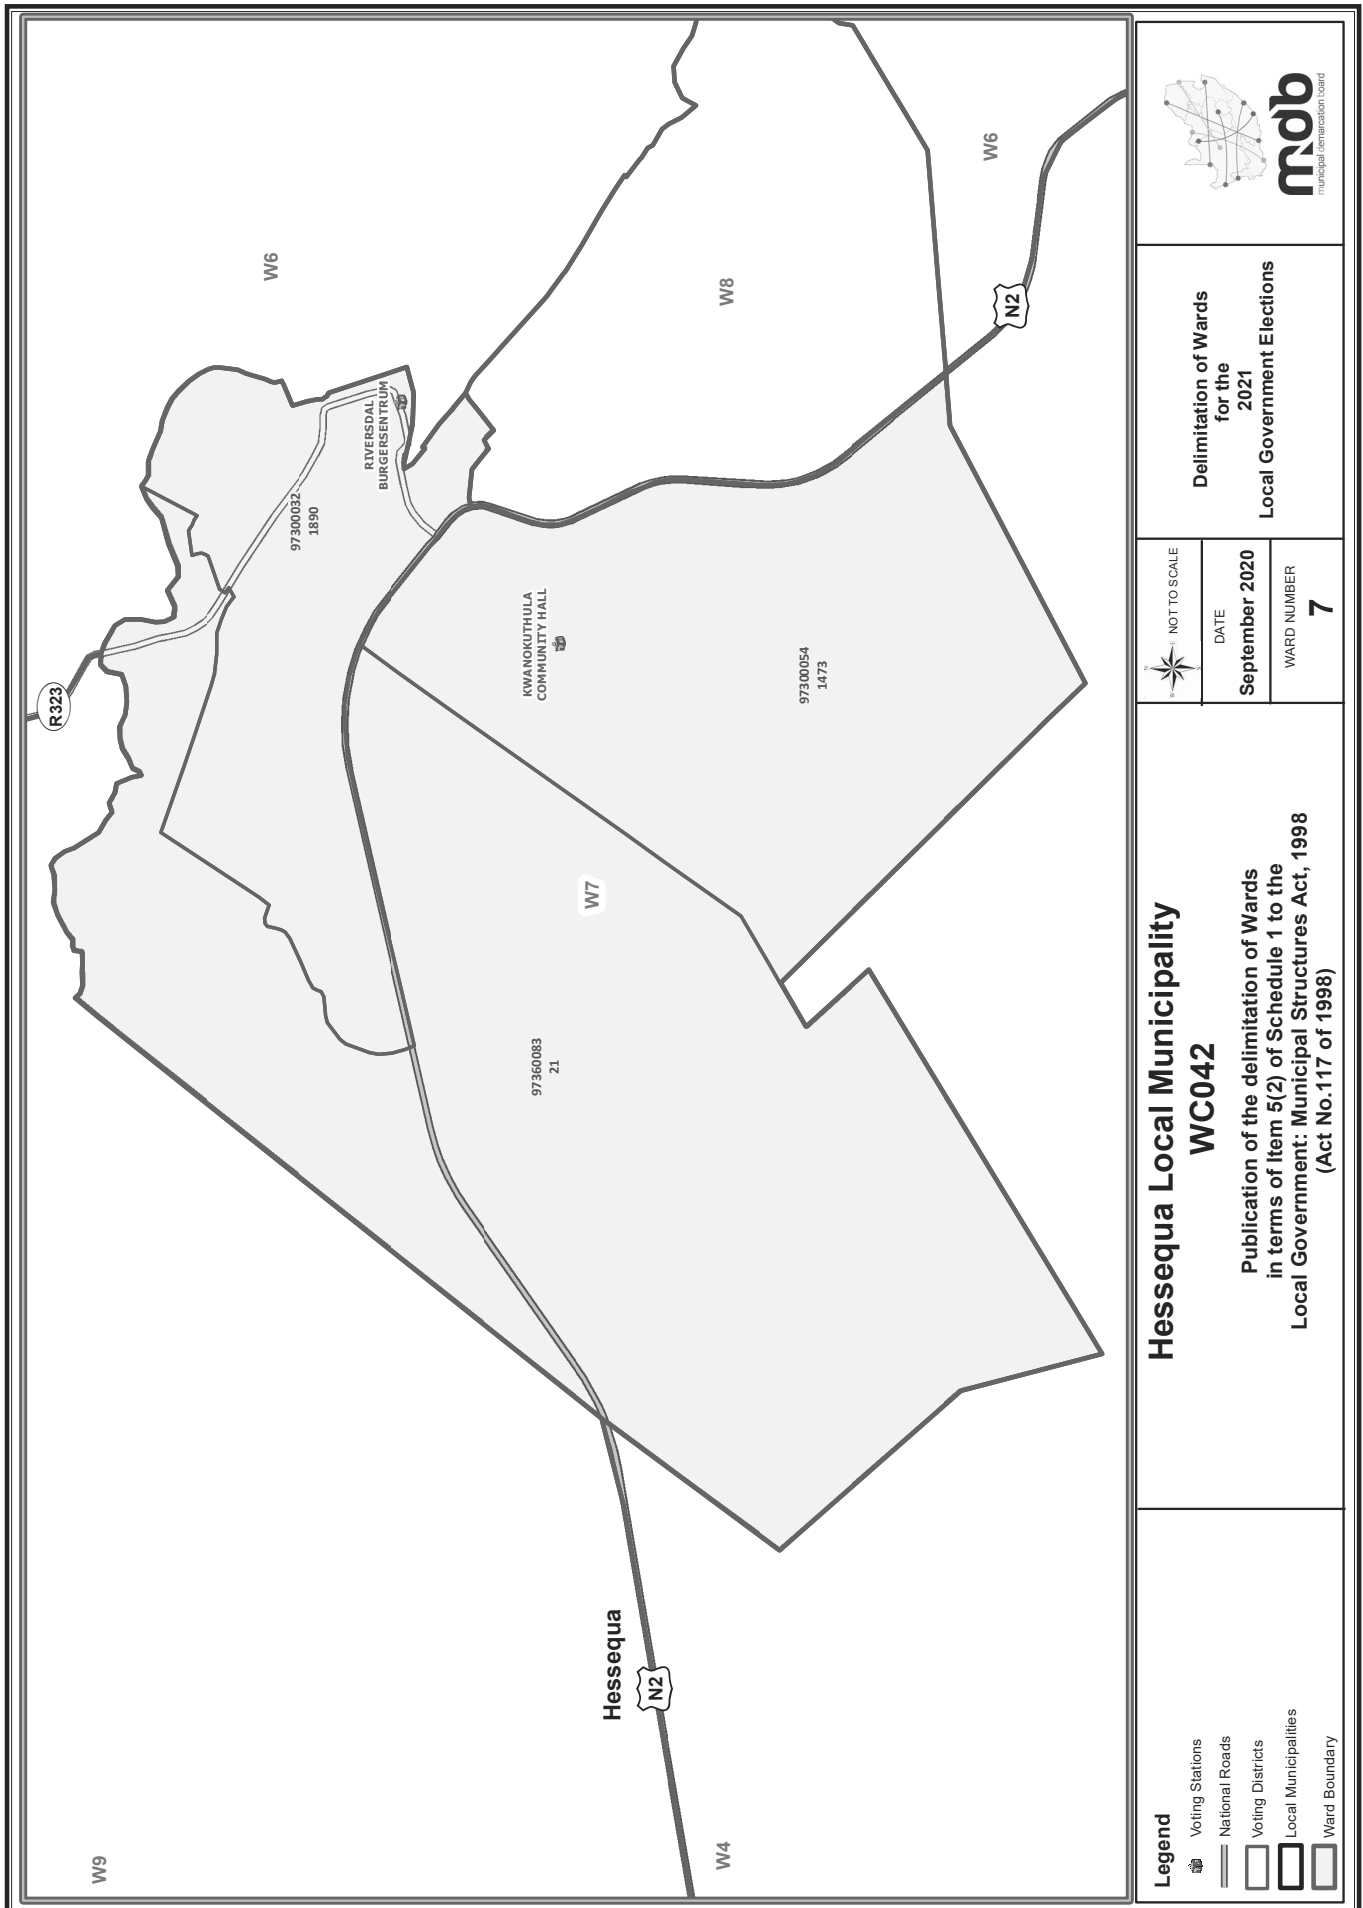 W9
W4
Hessequa
N2
W7
97360083
21
R323
97300032
1890
RIVERSDAL
BURGERSENTRUM
KWANOKUTHULA
COMMUNITY HALL
97300054
1473
W6
W8
N2
W6
Legend
Voting Stations
National Roads
Voting Districts
Local Municipalities
Ward Boundary
Hessequa Local Municipality
WC042
Publication of the delimitation of Wards
in terms of Item 5(2) of Schedule 1 to the
Local Government: Municipal Structures Act, 1998
(Act No.117 of 1998)
N
W
E
S
NOT TO SCALE
DATE
September 2020
WARD NUMBER
7
Delimitation of Wards
for the
2021
Local Government Elections
mdb
municipal demarcation board